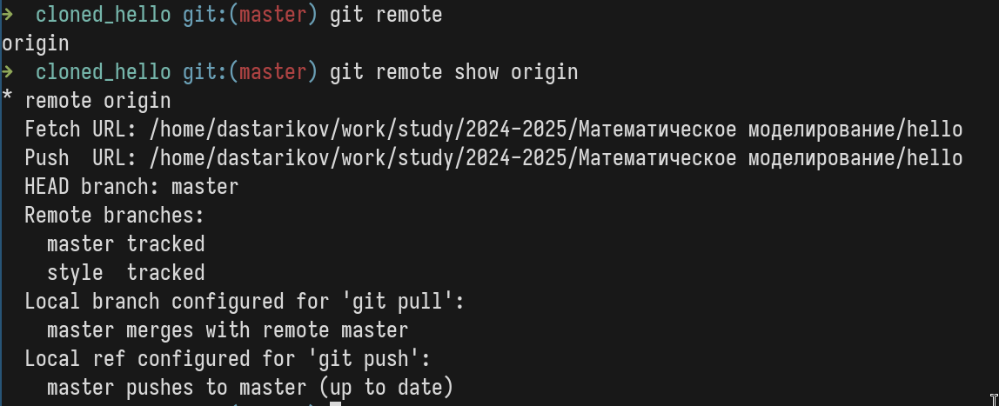 →  cloned_hello git:(master) git remote
origin
→  cloned_hello git:(master) git remote show origin
* remote origin
  Fetch URL: /home/dastarikov/work/study/2024-2025/Математическое моделирование/hello
  Push  URL: /home/dastarikov/work/study/2024-2025/Математическое моделирование/hello
  HEAD branch: master
  Remote branches:
    master tracked
    style  tracked
  Local branch configured for 'git pull':
    master merges with remote master
  Local ref configured for 'git push':
    master pushes to master (up to date)